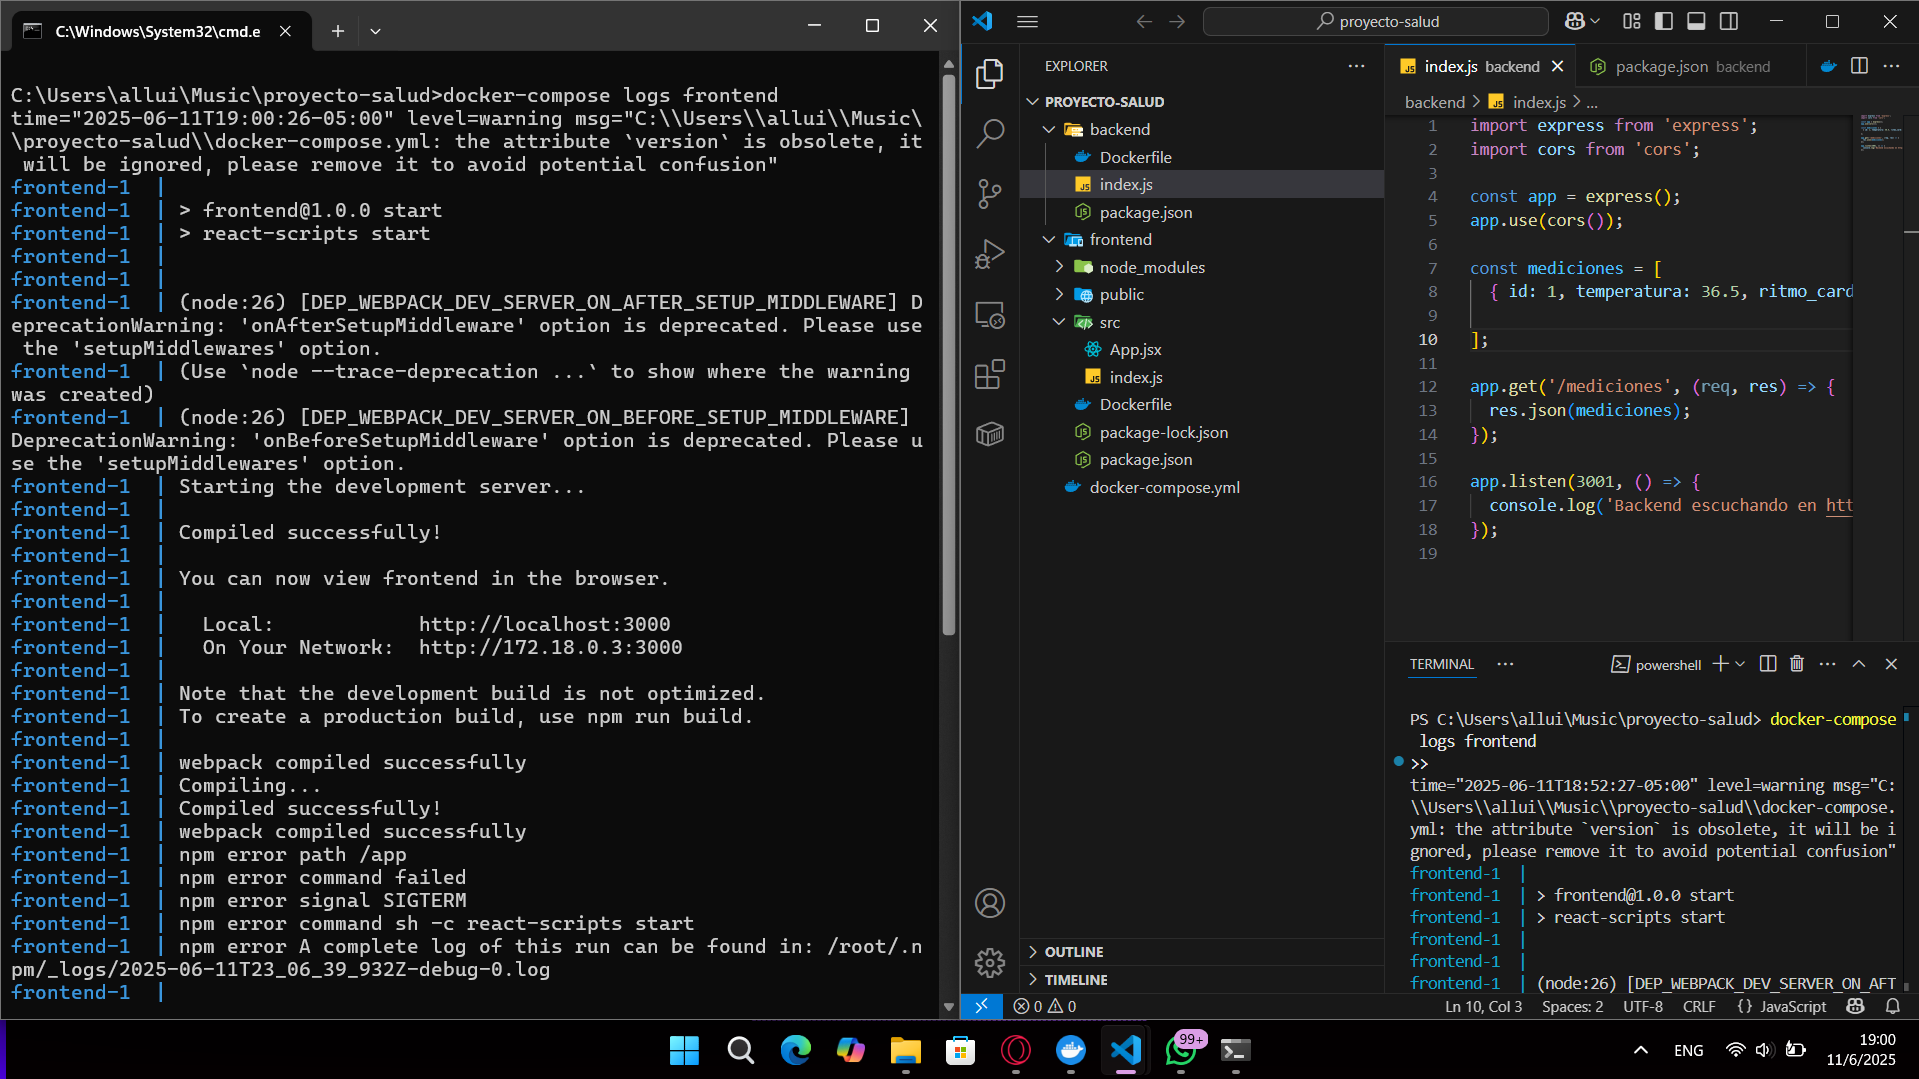 C:\Windows\System32\cmd.e
C:\Users\allui\Music\proyecto-salud>docker-compose logs frontend
time="2025-06-11T19:00:26-05:00" level=warning msg="C:\\Users\\allui\\Music\
\proyecto-salud\\docker-compose.yml: the attribute `version` is obsolete, it
will be ignored, please remove it to avoid potential confusion"
frontend-1 |
frontend-1 | > frontend@1.0.0 start
frontend-1 | > react-scripts start
frontend-1 |
frontend-1 |
frontend-1 | (node:26) [DEP_WEBPACK_DEV_SERVER_ON_AFTER_SETUP_MIDDLEWARE] D
eprecationWarning: 'onAfterSetupMiddleware' option is deprecated. Please use
the 'setupMiddlewares' option.
frontend-1 | (Use `node --trace-deprecation ...` to show where the warning
was created)
frontend-1 | (node:26) [DEP_WEBPACK_DEV_SERVER_ON_BEFORE_SETUP_MIDDLEWARE]
DeprecationWarning: 'onBeforeSetupMiddleware' option is deprecated. Please u
se the 'setupMiddlewares' option.
frontend-1 | Starting the development server...
frontend-1 |
frontend-1 | Compiled successfully!
frontend-1 |
frontend-1 | You can now view frontend in the browser.
frontend-1 |
frontend-1 | Local: http://localhost:3000
frontend-1 | On Your Network: http://172.18.0.3:3000
frontend-1 |
frontend-1 | Note that the development build is not optimized.
frontend-1 | To create a production build, use npm run build.
frontend-1 |
frontend-1 | webpack compiled successfully
frontend-1 | Compiling...
frontend-1 | Compiled successfully!
frontend-1 | webpack compiled successfully
frontend-1 | npm error path /app
frontend-1 | npm error command failed
frontend-1 | npm error signal SIGTERM
frontend-1 | npm error command sh -c react-scripts start
frontend-1 | npm error A complete log of this run can be found in: /root/.n
pm/_logs/2025-06-11T23_06_39_932Z-debug-0.log
frontend-1 |
proyecto-salud
EXPLORER
PROYECTO-SALUD
backend
Dockerfile
index.js
package.json
frontend
node_modules
public
src
App.jsx
index.js
Dockerfile
package-lock.json
package.json
docker-compose.yml
OUTLINE
TIMELINE
index.js backend
package.json backend
backend > index.js > ...
1 import express from 'express';
2 import cors from 'cors';
3
4 const app = express();
5 app.use(cors());
6
7 const mediciones = [
8 { id: 1, temperatura: 36.5, ritmo_card
9
10 ];
11
12 app.get('/mediciones', (req, res) => {
13 res.json(mediciones);
14 });
15
16 app.listen(3001, () => {
17 console.log('Backend escuchando en htt
18 });
19
TERMINAL
powershell
PS C:\Users\allui\Music\proyecto-salud> docker-compose
logs frontend
>>
time="2025-06-11T18:52:27-05:00" level=warning msg="C:
\\Users\\allui\\Music\\proyecto-salud\\docker-compose.
yml: the attribute `version` is obsolete, it will be i
gnored, please remove it to avoid potential confusion"
frontend-1 |
frontend-1 | > frontend@1.0.0 start
frontend-1 | > react-scripts start
frontend-1 |
frontend-1 |
frontend-1 | (node:26) [DEP_WEBPACK_DEV_SERVER_ON_AFT
0 0
Ln 10, Col 3 Spaces: 2 UTF-8 CRLF {} JavaScript
99+
ENG
19:00
11/6/2025